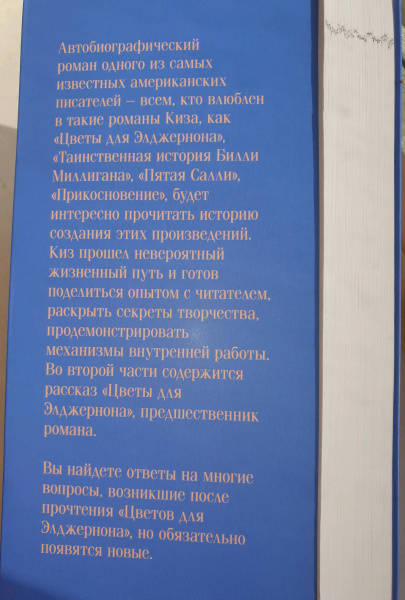 Автобиографический
роман одного из самых
известных американских
писателей – всем, кто влюблен
в такие романы Киза, как
«Цветы для Элджернона»,
«Таинственная история Билли
Миллигана», «Пятая Салли»,
«Прикосновение», будет
интересно прочитать историю
создания этих произведений.
Киз прошел невероятный
жизненный путь и готов
поделиться опытом с читателем,
раскрыть секреты творчества,
продемонстрировать
механизмы внутренней работы.
Во второй части содержится
рассказ «Цветы для
Элджернона», предшественник
романа.
Вы найдете ответы на многие
вопросы, возникшие после
прочтения «Цветов для
Элджернона», но обязательно
появятся новые.